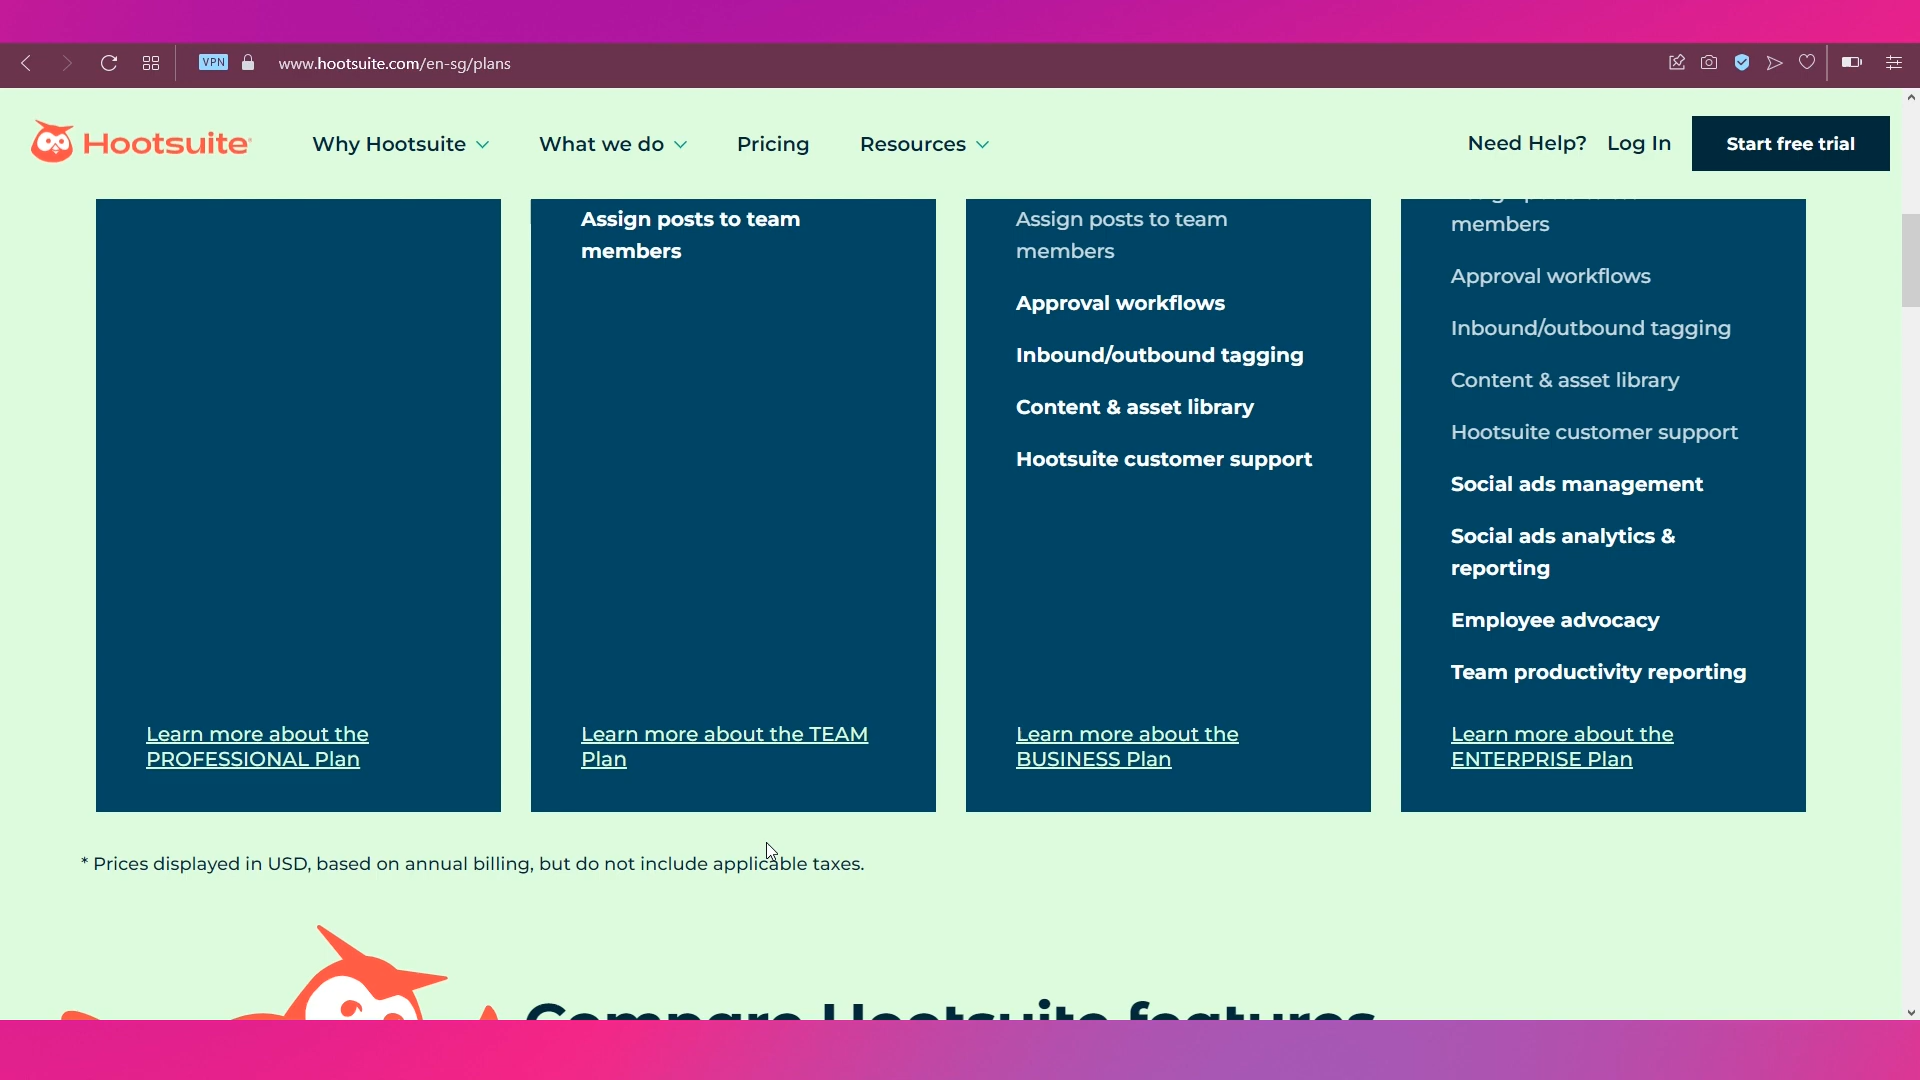 VPN
www.hootsuite.com/en-sg/plans
Hootsuite
Why Hootsuite
What we do
Pricing
Resources
Need Help?
Log In
Start free trial
Assign posts to team
members
Assign posts to team
members
Approval workflows
Inbound/outbound tagging
Content & asset library
Hootsuite customer support
members
Approval workflows
Inbound/outbound tagging
Content & asset library
Hootsuite customer support
Social ads management
Social ads analytics &
reporting
Employee advocacy
Team productivity reporting
Learn more about the
PROFESSIONAL Plan
Learn more about the TEAM
Plan
Learn more about the
BUSINESS Plan
Learn more about the
ENTERPRISE Plan
* Prices displayed in USD, based on annual billing, but do not include applicable taxes.
Compare Hootsuite features